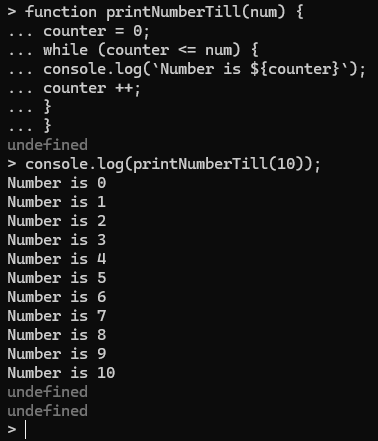 > function printNumberTill(num) {
... counter = 0;
... while (counter <= num) {
... console.log(`Number is ${counter}`);
... counter ++;
... }
... }
undefined
> console.log(printNumberTill(10));
Number is 0
Number is 1
Number is 2
Number is 3
Number is 4
Number is 5
Number is 6
Number is 7
Number is 8
Number is 9
Number is 10
undefined
undefined
>